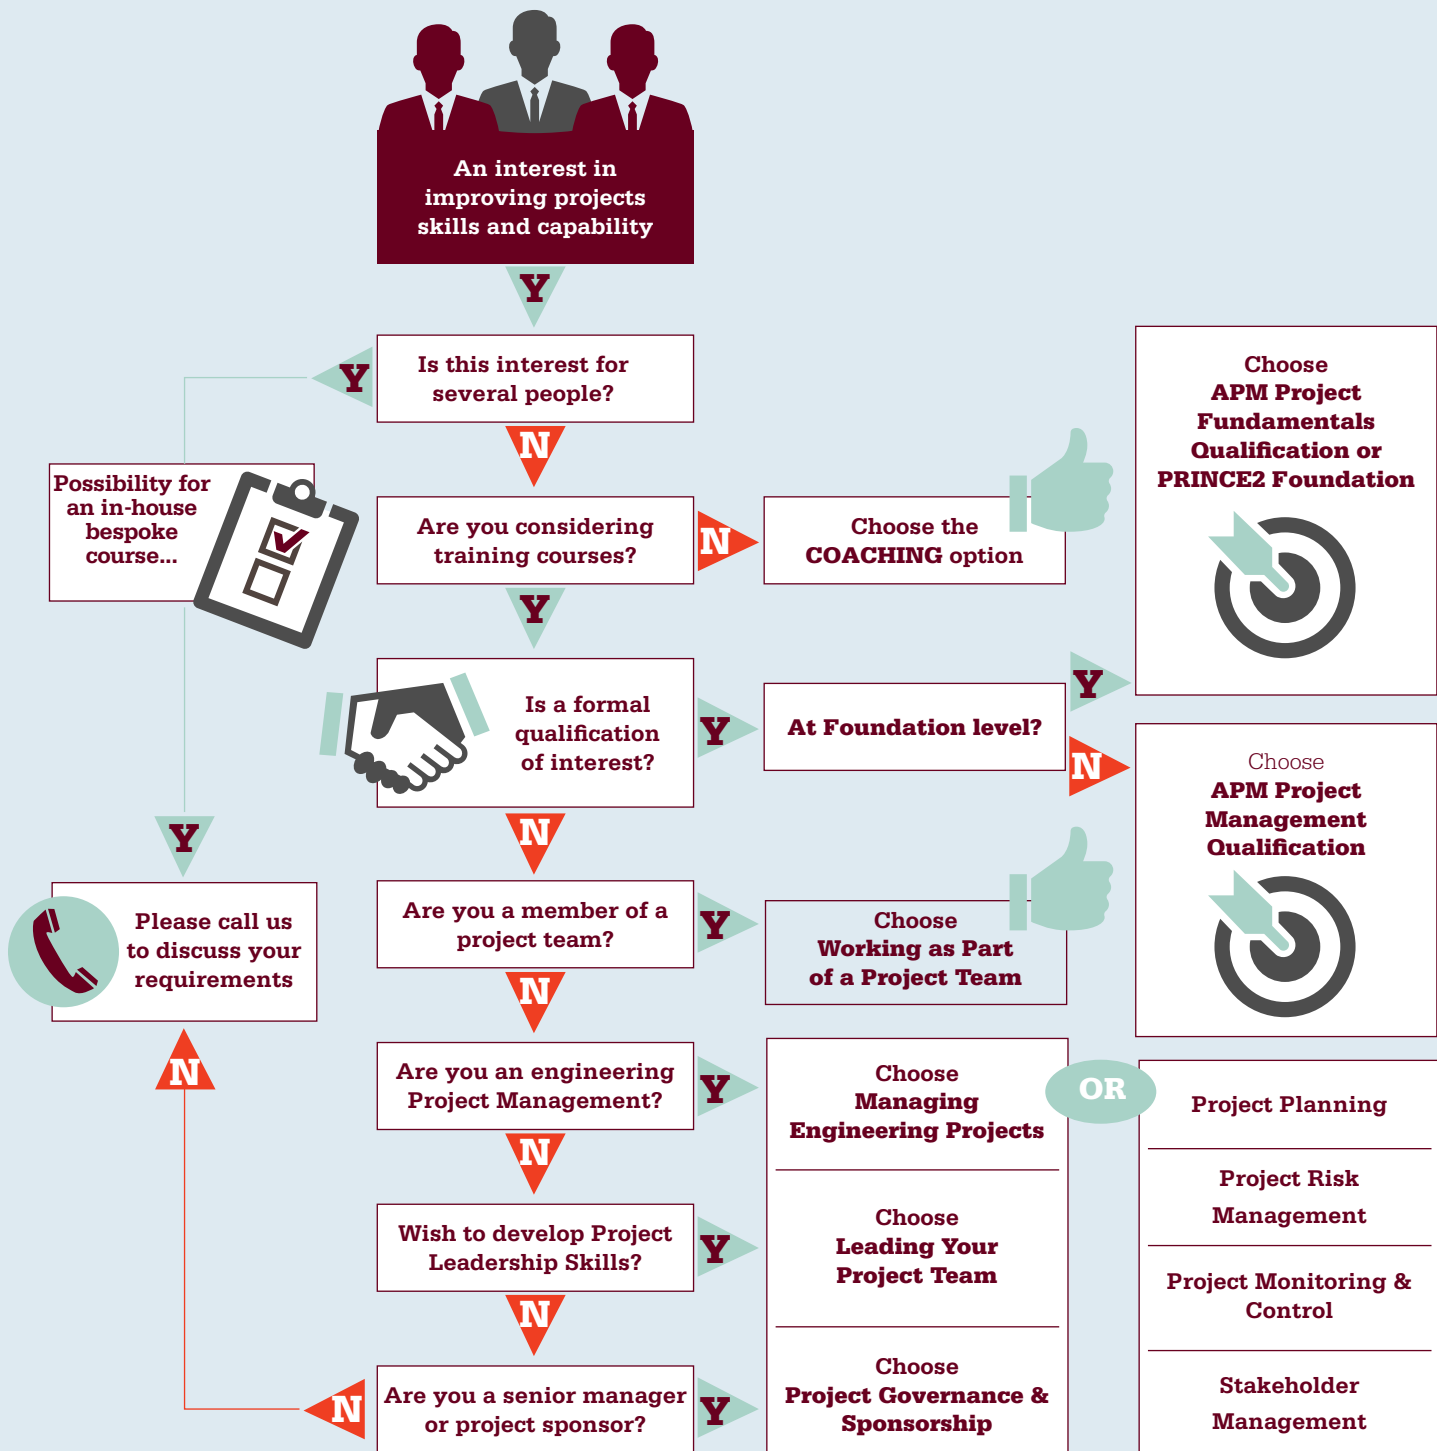 An interest in
improving projects
skills and capability
Y
Is this interest for
several people?
Y
N
Possibility for
an in-house
bespoke
course...
Y
Please call us
to discuss your
requirements
Are you considering
training courses?
N
Choose the
COACHING option
Y
Is a formal
qualification
of interest?
Y
At Foundation level?
Y
Choose
APM Project
Fundamentals
Qualification or
PRINCE2 Foundation
N
Choose
APM Project
Management
Qualification
N
Are you a member of a
project team?
Y
Choose
Working as Part
of a Project Team
N
Are you an engineering
Project Management?
Y
Choose
Managing
Engineering Projects
N
Wish to develop Project
Leadership Skills?
Y
Choose
Leading Your
Project Team
N
Are you a senior manager
or project sponsor?
Y
Choose
Project Governance &
Sponsorship
N
N
OR
Project Planning
Project Risk
Management
Project Monitoring &
Control
Stakeholder
Management